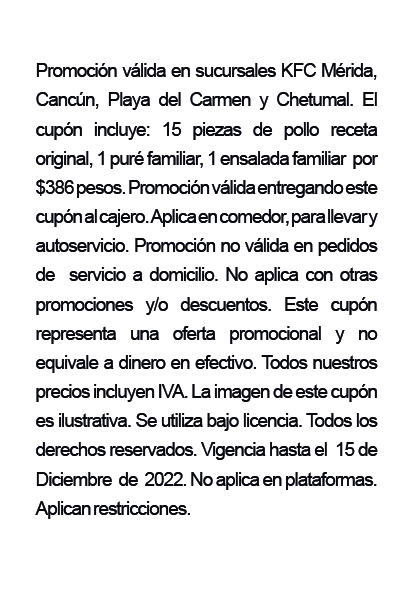 Promoción válida en sucursales KFC Mérida,
Cancún, Playa del Carmen y Chetumal. El
cupón incluye: 15 piezas de pollo receta
original, 1 puré familiar, 1 ensalada familiar por
$386 pesos. Promoción válida entregando este
cupón al cajero. Aplica en comedor, para llevar y
autoservicio. Promoción no válida en pedidos
de servicio a domicilio. No aplica con otras
promociones y/o descuentos. Este cupón
representa una oferta promocional y no
equivale a dinero en efectivo. Todos nuestros
precios incluyen IVA. La imagen de este cupón
es ilustrativa. Se utiliza bajo licencia. Todos los
derechos reservados. Vigencia hasta el 15 de
Diciembre de 2022. No aplica en plataformas.
Aplican restricciones.